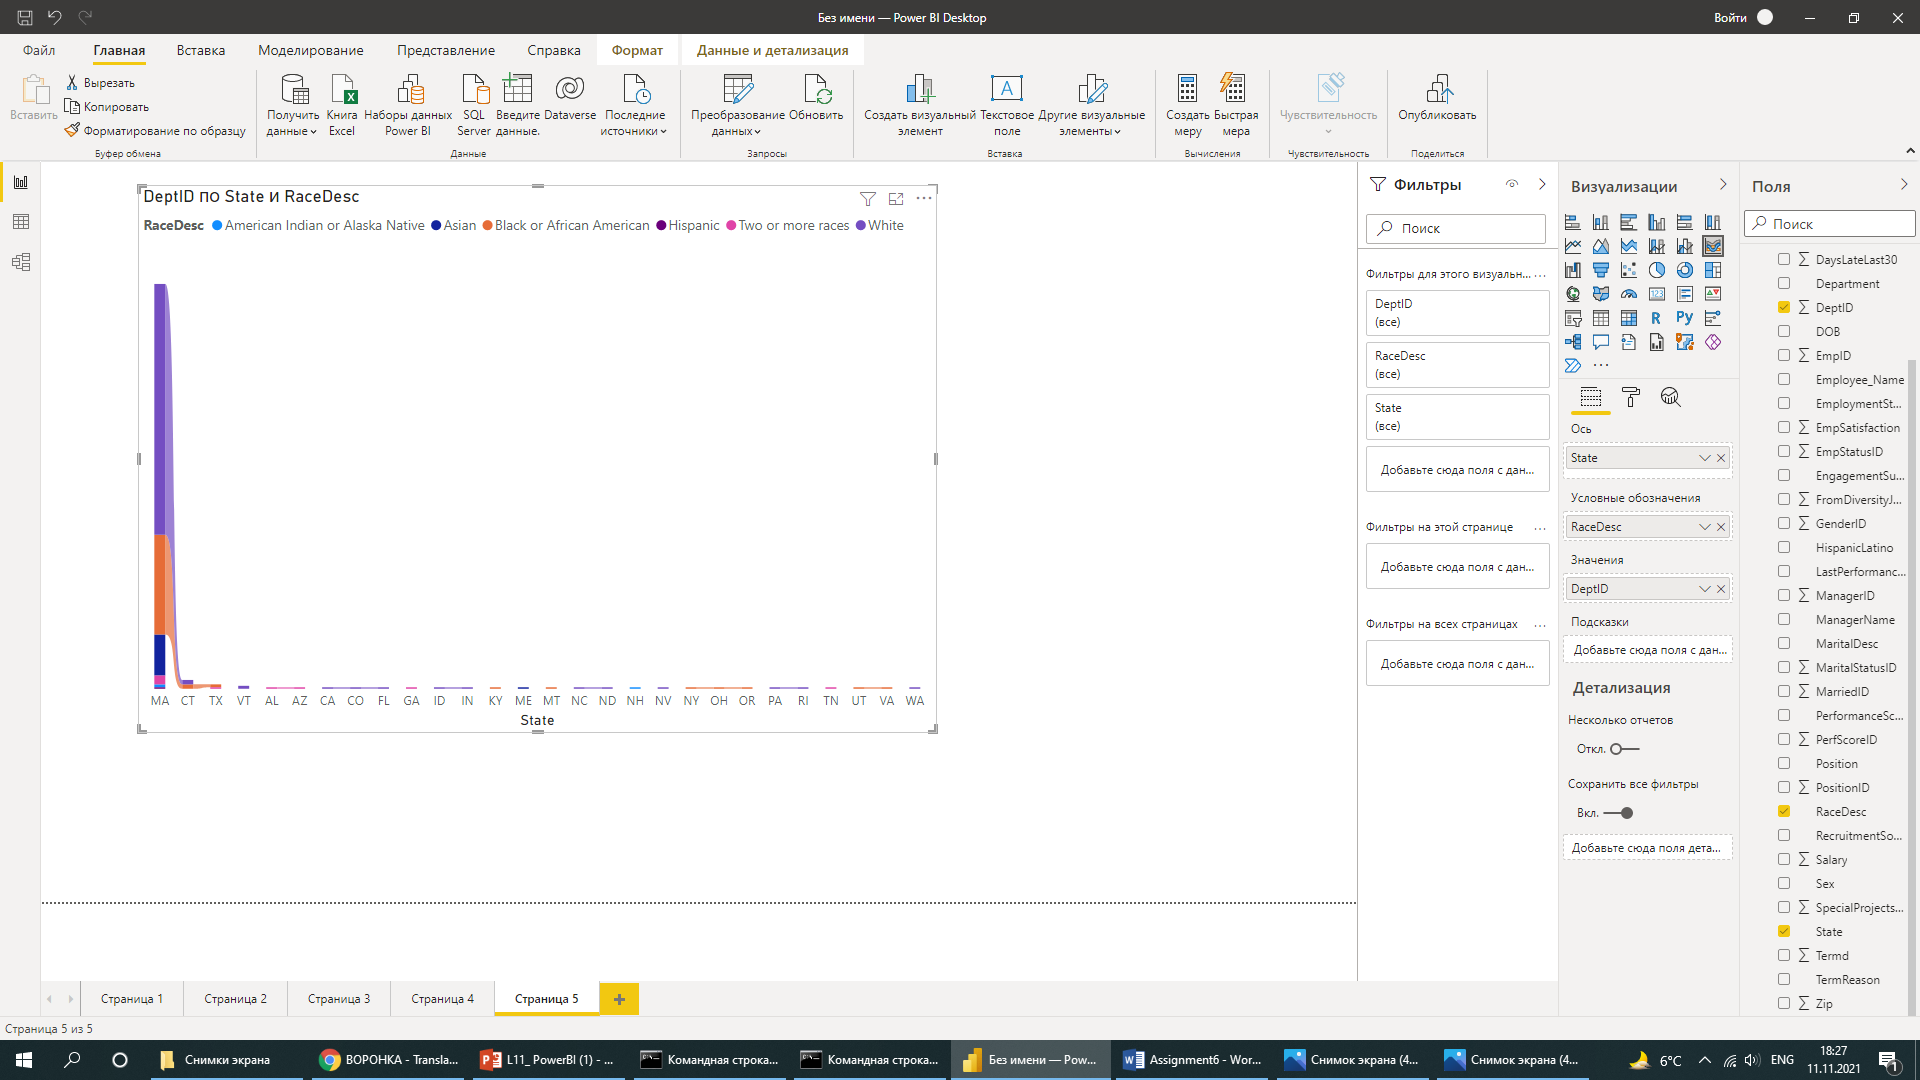 Без имени — Power BI Desktop
Войти
Файл
Главная
Вставка
Моделирование
Представление
Справка
Формат
Данные и детализация
Вставить
Вырезать
Копировать
Форматирование по образцу
Буфер обмена
Получить
данные
Книга
Excel
Наборы данных
Power BI
SQL
Server
Введите
данные.
Dataverse
Последние
источники
Данные
Преобразование
данных
Обновить
Запросы
Создать визуальный
элемент
Текстовое
поле
Другие визуальные
элементы
Вставка
Создать
меру
Быстрая
мера
Вычисления
Чувствительность
Чувствительность
Опубликовать
Поделиться
DeptID по State и RaceDesc
RaceDesc American Indian or Alaska Native Asian Black or African American Hispanic Two or more races White
MA CT TX VT AL AZ CA CO FL GA ID IN KY ME MT NC ND NH NV NY OH OR PA RI TN UT VA WA
State
Фильтры
Поиск
Фильтры для этого визуальн... ...
DeptID
(все)
RaceDesc
(все)
State
(все)
Добавьте сюда поля с дан...
Фильтры на этой странице ...
Добавьте сюда поля с дан...
Фильтры на всех страницах ...
Добавьте сюда поля с дан...
Визуализации
R
Py
...
Ось
State
Условные обозначения
RaceDesc
Значения
DeptID
Подсказки
Добавьте сюда поля с дан...
Детализация
Несколько отчетов
Откл.
Сохранить все фильтры
Вкл.
Добавьте сюда поля дета...
Поля
Поиск
DaysLateLast30
Department
DeptID
DOB
EmpID
Employee_Name
EmploymentSt...
EmpSatisfaction
EmpStatusID
EngagementSu...
FromDiversityJ...
GenderID
HispanicLatino
LastPerformanc...
ManagerID
ManagerName
MaritalDesc
MaritalStatusID
MarriedID
PerformanceSc...
PerfScoreID
Position
PositionID
RaceDesc
RecruitmentSo...
Salary
Sex
SpecialProjects...
State
Termd
TermReason
Zip
Страница 1
Страница 2
Страница 3
Страница 4
Страница 5
Страница 5 из 5
Снимки экрана
ВОРОНКА - Transla...
L11_ PowerBI (1) - ...
Командная строка...
Командная строка...
Без имени — Pow...
Assignment6 - Wor...
Снимок экрана (4...
Снимок экрана (4...
6°C
ENG
18:27
11.11.2021
1